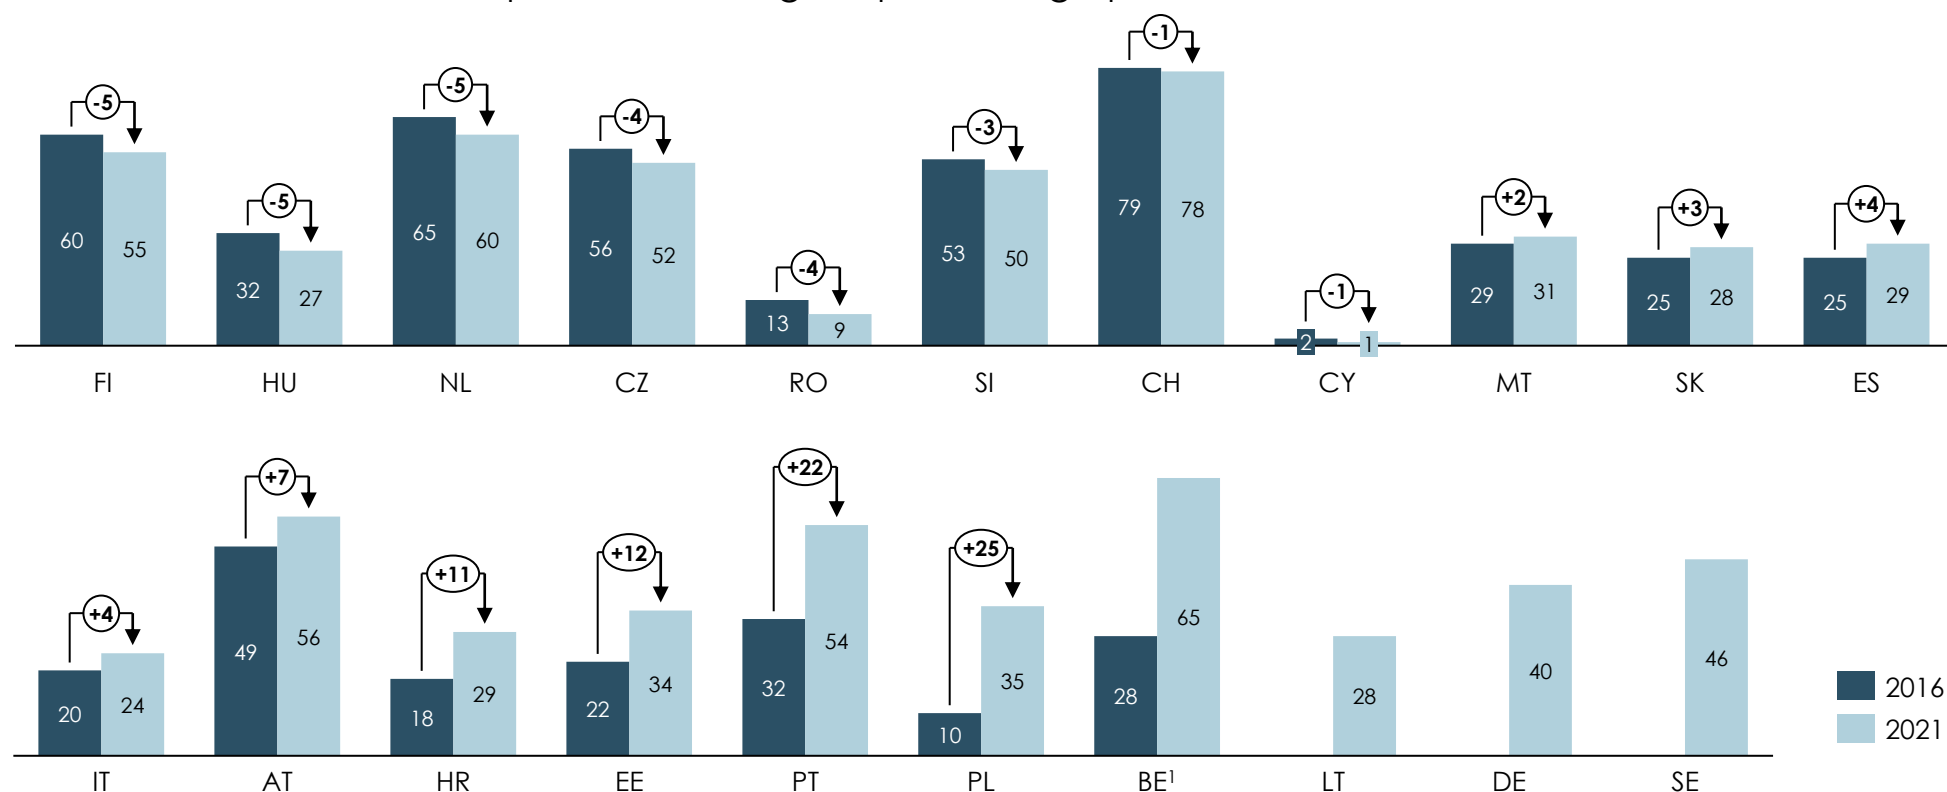 -5 -5 -5 -4 -4 -3 -1 -1 +2 +3 +4
60 55 32 27 65 60 56 52 13 9 53 50 79 78 2 1 29 31 25 28 25 29
FI HU NL CZ RO SI CH CY MT SK ES
+4 +7 +11 +12 +22 +25
20 24 49 56 18 29 22 34 32 54 10 35 28 65 28 40 46
IT AT HR EE PT PL BE¹ LT DE SE
2016
2021